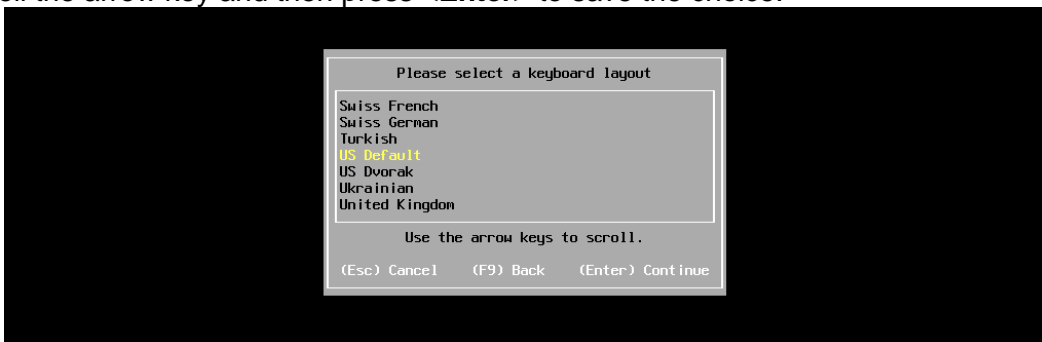 the arrow key and then press to save the choice.
Please select a keyboard layout
Swiss French
Swiss German
Turkish
US Default
US Dvorak
Ukrainian
United Kingdom
Use the arrow keys to scroll.
(Esc) Cancel (F9) Back (Enter) Continue